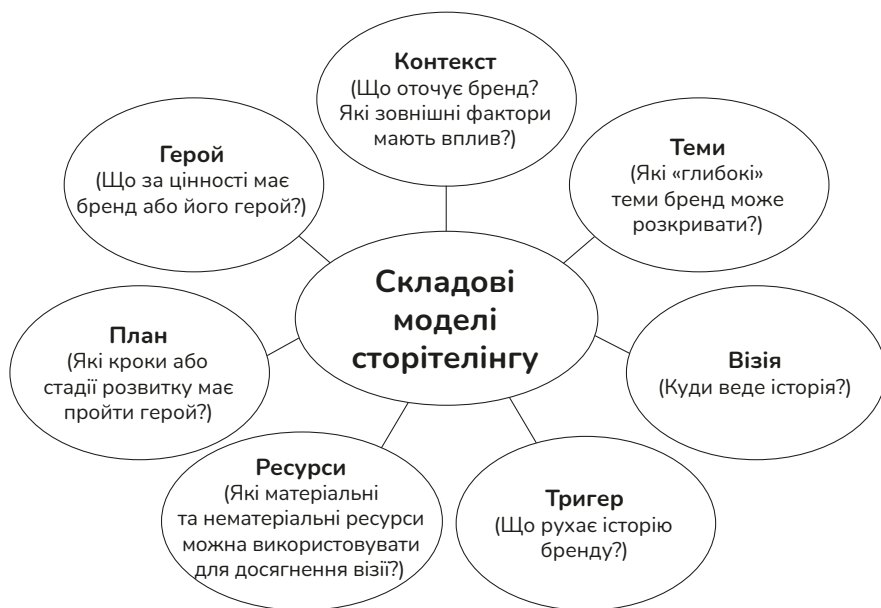 Контекст
(Що оточує бренд?
Які зовнішні фактори
мають вплив?)
Герой
(Що за цінності має
бренд або його герой?)
Теми
(Які «глибокі»
теми бренд може
розкривати?)
Складові
моделі
сторітелінгу
План
(Які кроки або
стадії розвитку має
пройти герой?)
Візія
(Куди веде історія?)
Ресурси
(Які матеріальні
та нематеріальні ресурси
можна використовувати
для досягнення візії?)
Тригер
(Що рухає історію
бренду?)